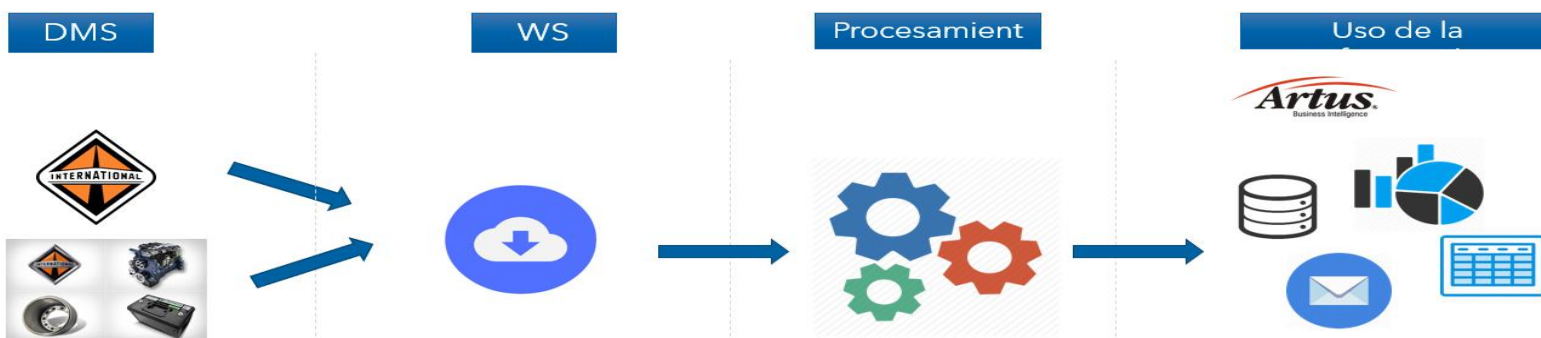 DMS
WS
Procesamient
Uso de la
INTERNATIONAL
Artus
Business Intelligence